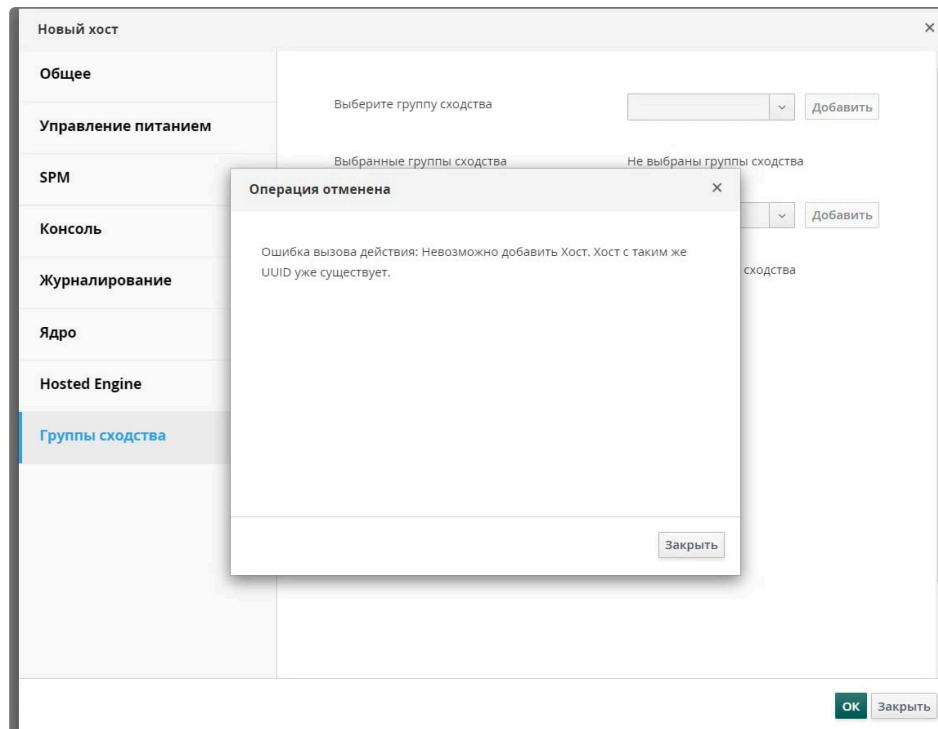 Новый хост
Общее
Управление питанием
SPM
Консоль
Журналирование
Ядро
Hosted Engine
Группы сходства
Выберите группу сходства
Добавить
Выбранные группы сходства
Не выбраны группы сходства
Добавить
сходства
Операция отменена
Ошибка вызова действия: Невозможно добавить Хост. Хост с таким же
UUID уже существует.
Закрыть
ОК
Закрыть